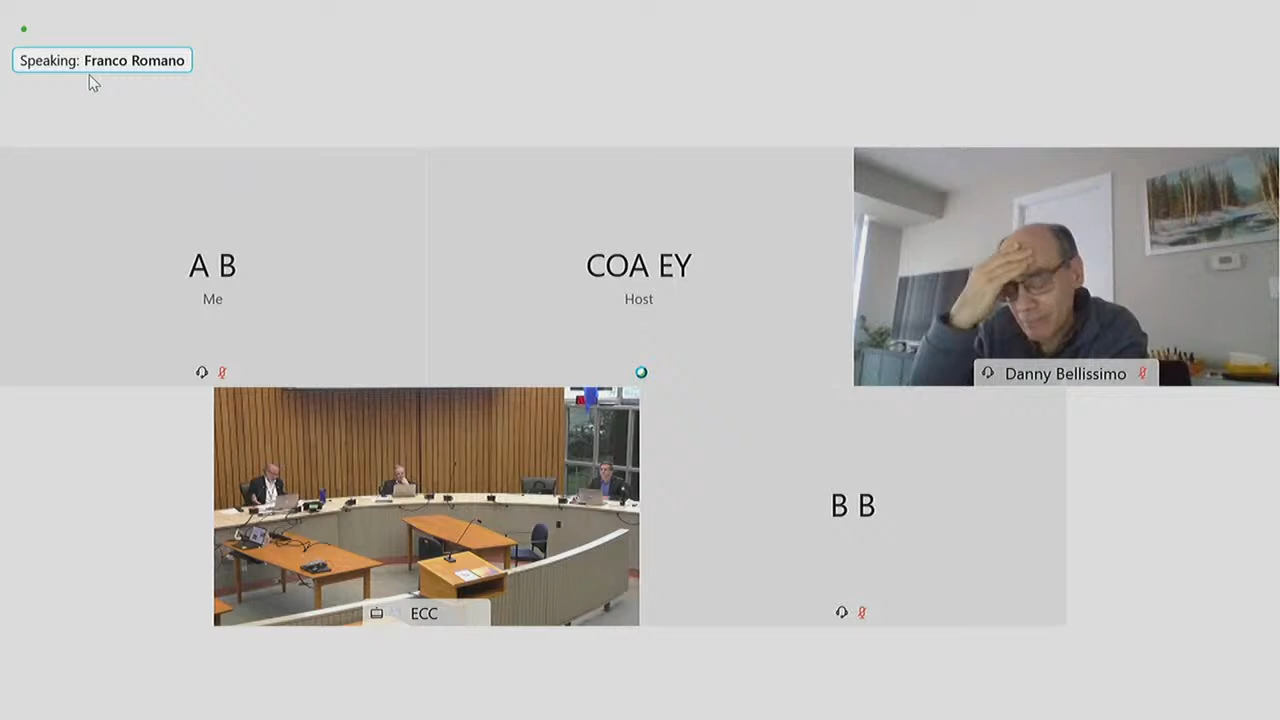 Speaking: Franco Romano
A B
Me
COA EY
Host
Danny Bellissimo
ECC
B B